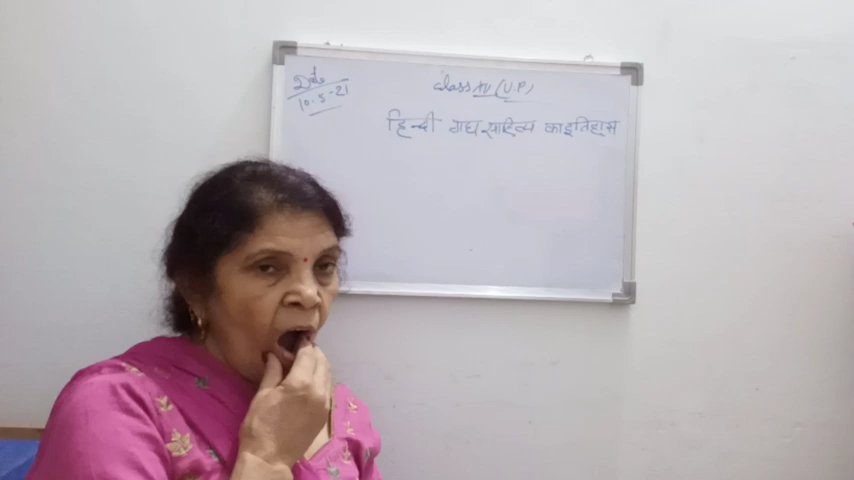 Date
10-5-21
Class XII (U.P)
हिन्दी गद्य साहित्य का इतिहास